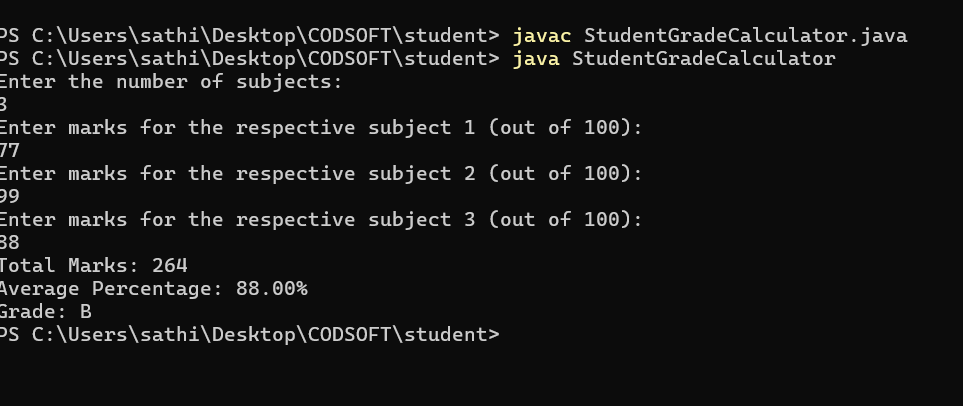 PS C:\Users\sathi\Desktop\CODSOFT\student> javac StudentGradeCalculator.java
PS C:\Users\sathi\Desktop\CODSOFT\student> java StudentGradeCalculator
Enter the number of subjects:
3
Enter marks for the respective subject 1 (out of 100):
77
Enter marks for the respective subject 2 (out of 100):
99
Enter marks for the respective subject 3 (out of 100):
88
Total Marks: 264
Average Percentage: 88.00%
Grade: B
PS C:\Users\sathi\Desktop\CODSOFT\student>